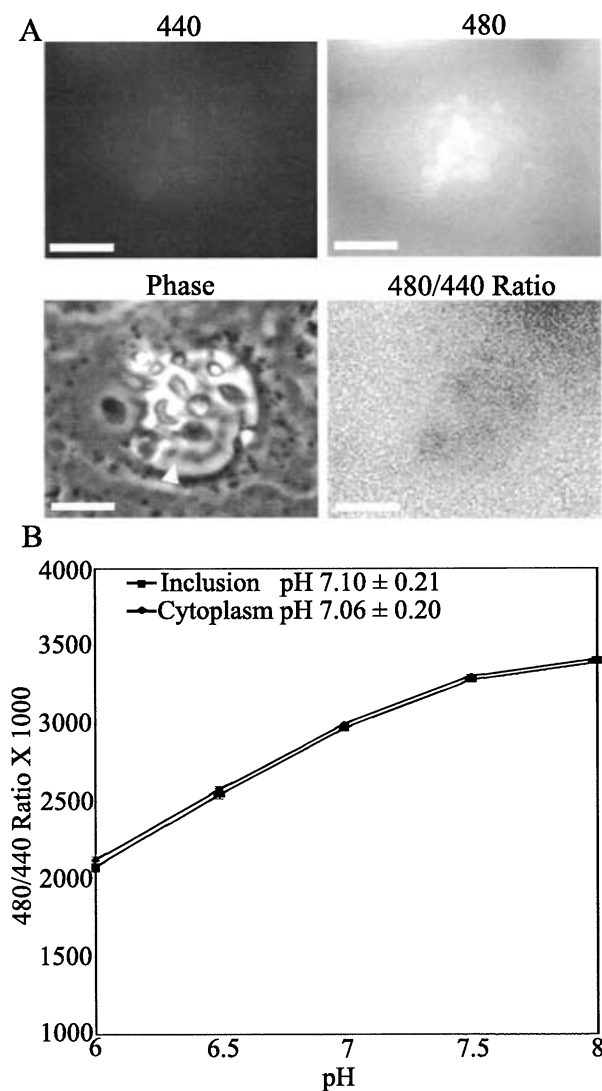 A
440
480
Phase
480/440 Ratio
B
4000
3500
3000
2500
2000
1500
1000
480/440 Ratio X 1000
Inclusion pH 7.10 ± 0.21
Cytoplasm pH 7.06 ± 0.20
6 6.5 7 7.5 8
pH